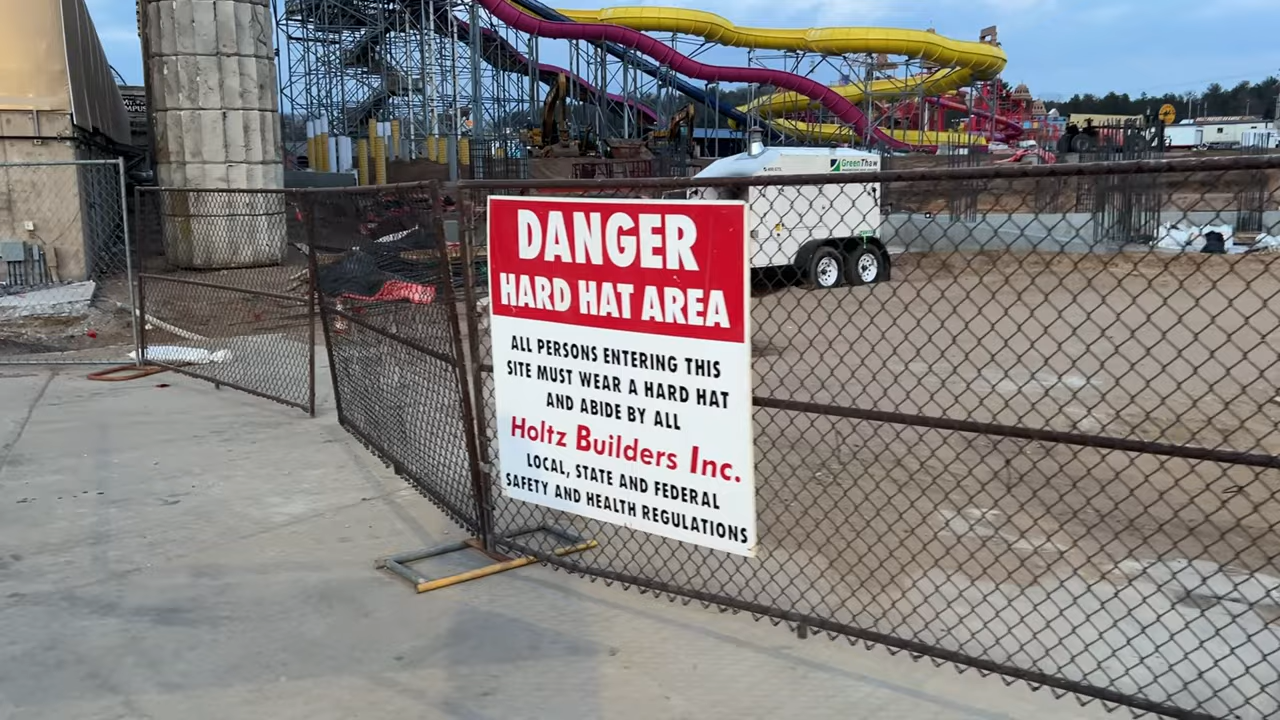 MT.
GreenThaw
DANGER
HARD HAT AREA
ALL PERSONS ENTERING THIS
SITE MUST WEAR A HARD HAT
AND ABIDE BY ALL
Holtz Builders Inc.
LOCAL, STATE AND FEDERAL
SAFETY AND HEALTH REGULATIONS